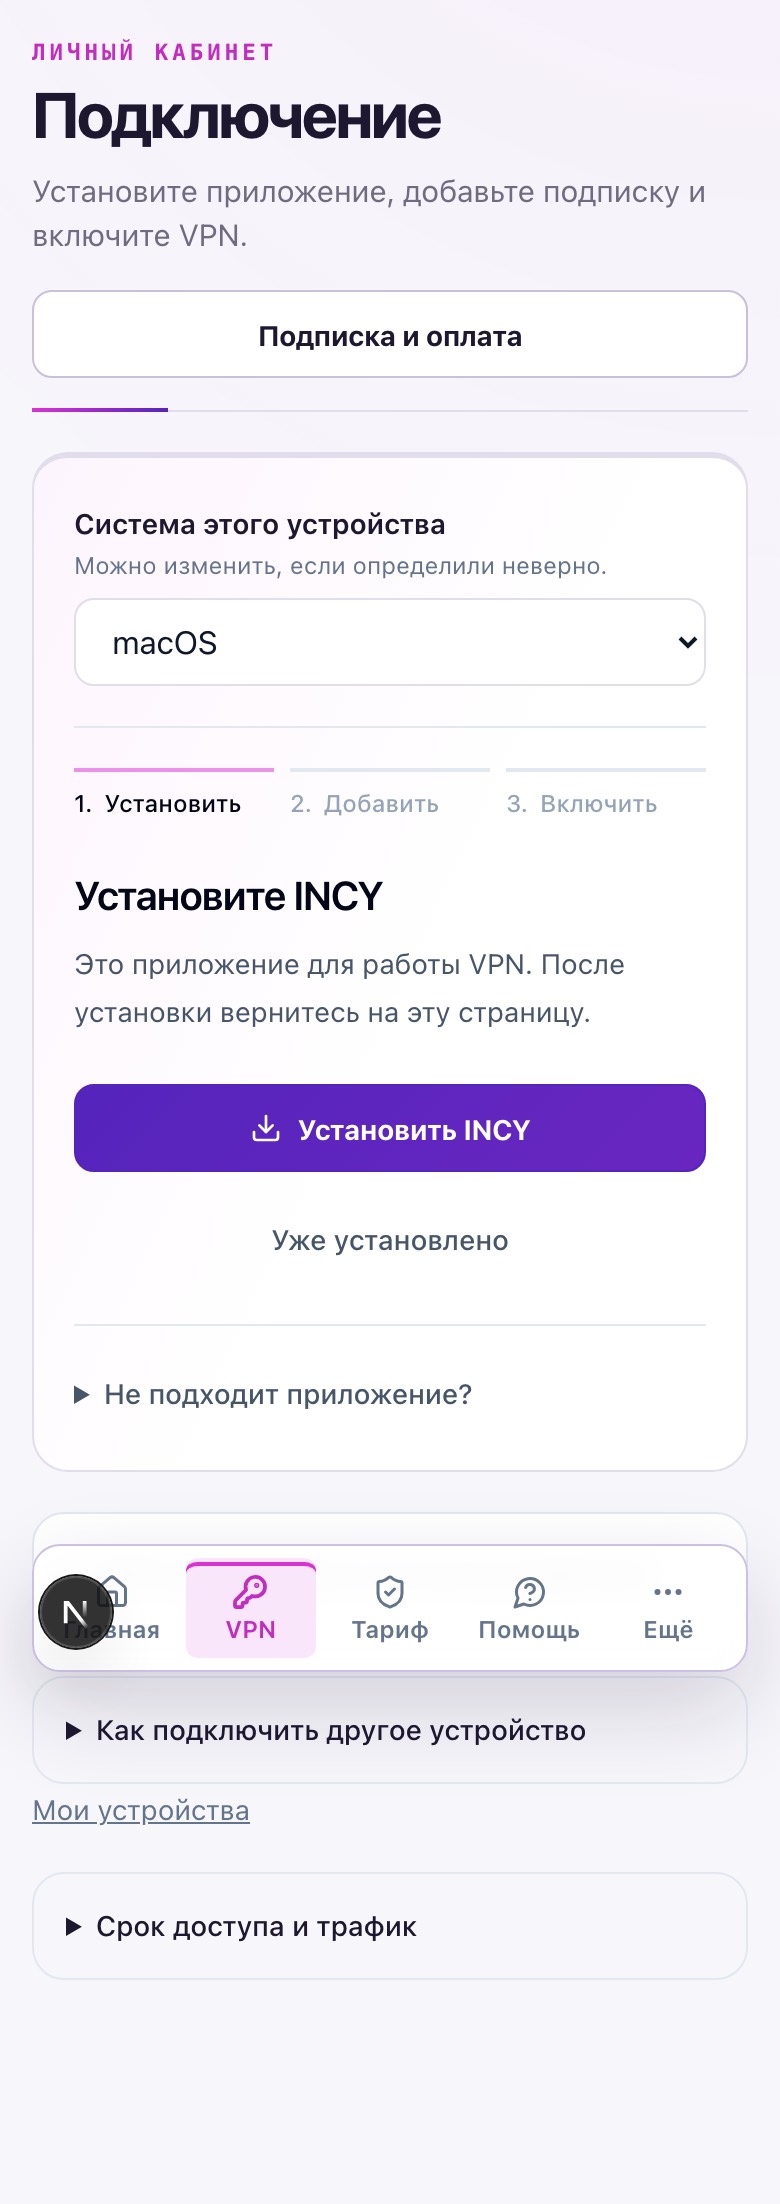 ЛИЧНЫЙ КАБИНЕТ
Подключение
Установите приложение, добавьте подписку и
включите VPN.
Подписка и оплата
Система этого устройства
Можно изменить, если определили неверно.
macOS
1. Установить
2. Добавить
3. Включить
Установите INCY
Это приложение для работы VPN. После
установки вернитесь на эту страницу.
Установить INCY
Уже установлено
Не подходит приложение?
N
VPN
Тариф
Помощь
Ещё
Как подключить другое устройство
Мои устройства
Срок доступа и трафик